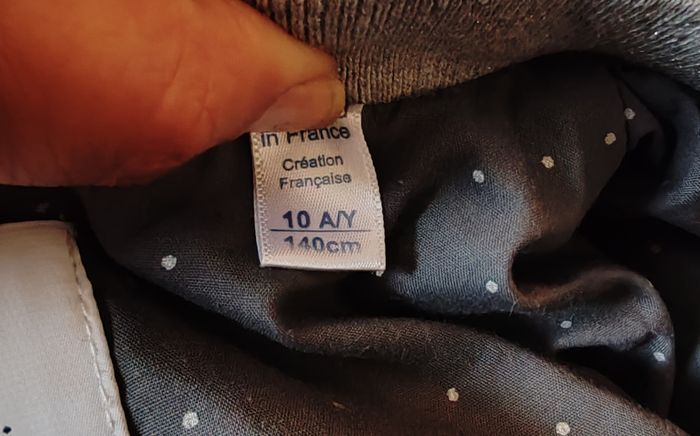 in France
Création
Française
10 A/Y
140cm